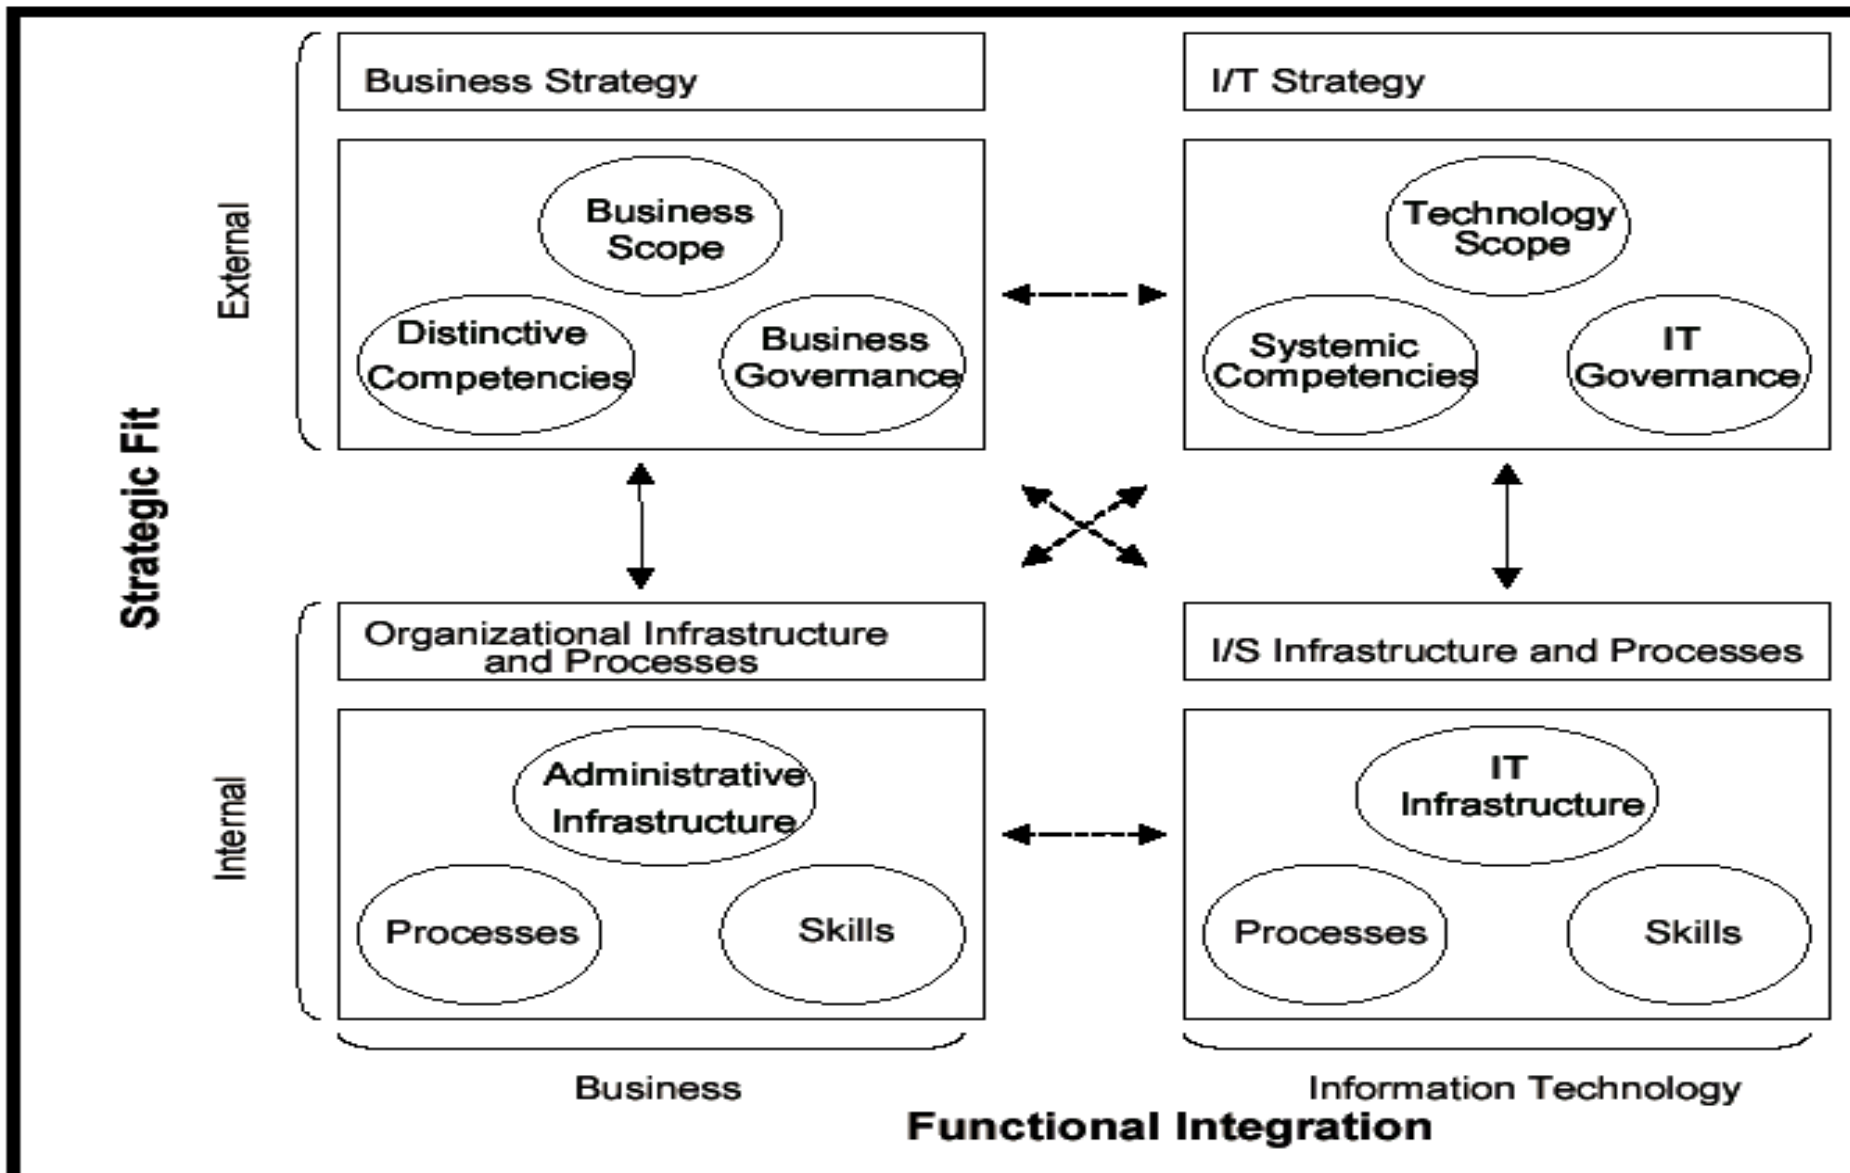 Business Strategy
I/T Strategy
Business
Scope
Technology
Scope
External
Distinctive
Competencies
Business
Governance
Systemic
Competencies
IT
Governance
Strategic Fit
Organizational Infrastructure
and Processes
I/S Infrastructure and Processes
Internal
Administrative
Infrastructure
IT
Infrastructure
Processes
Skills
Processes
Skills
Business
Information Technology
Functional Integration